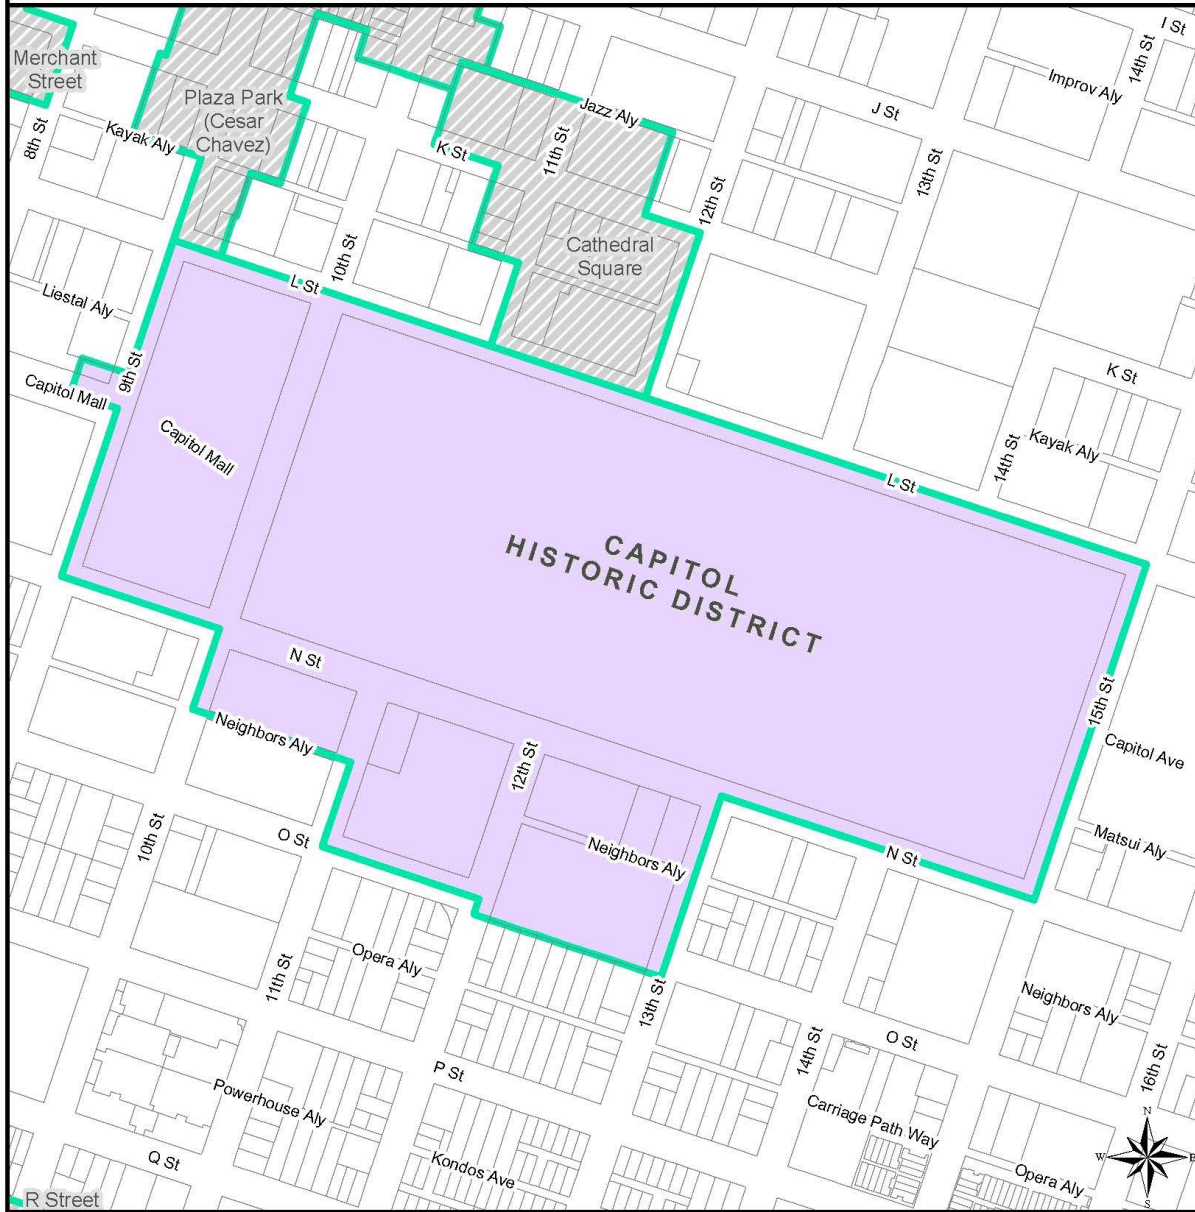 I St
14th St
Merchant
Street
Improv Aly
Plaza Park
(Cesar
Chavez)
Jazz Aly
J St
8th St
Kayak Aly
K St
11th St
13th St
12th St
10th St
Cathedral
Square
L St
Liestal Aly
9th St
Capitol Mall
K St
Capitol Mall
Kayak Aly
14th St
L St
CAPITOL
HISTORIC DISTRICT
N St
15th St
Neighbors Aly
12th St
Capitol Ave
10th St
O St
Neighbors Aly
N St
Matsui Aly
Opera Aly
11th St
13th St
Neighbors Aly
O St
14th St
P St
16th St
Powerhouse Aly
Carriage Path Way
N
W
E
S
Q St
Kondos Ave
Opera Aly
R Street